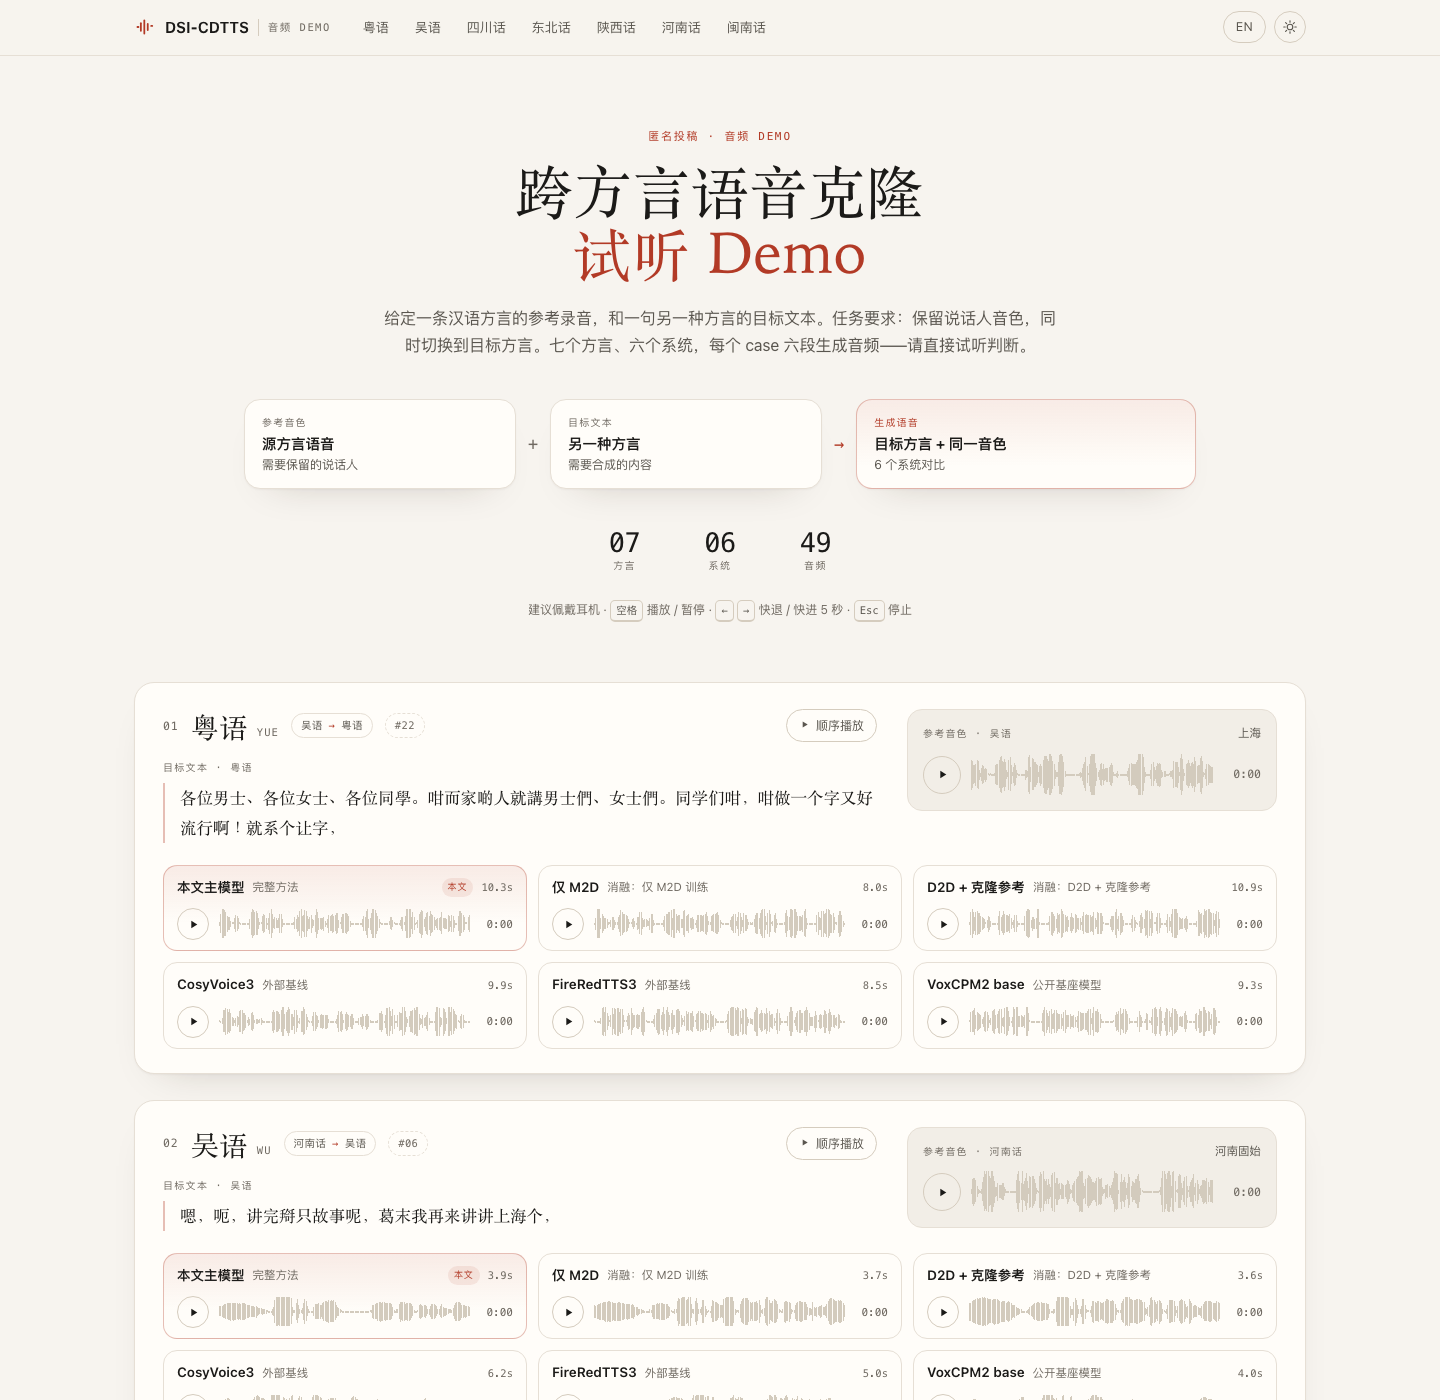 DSI-CDTTS 音频 DEMO 粤语 吴语 四川话 东北话 陕西话 河南话 闽南话 EN
匿名投稿 · 音频 DEMO
跨方言语音克隆
试听 Demo
给定一条汉语方言的参考录音，和一句另一种方言的目标文本。任务要求：保留说话人音色，同
时切换到目标方言。七个方言、六个系统，每个 case 六段生成音频——请直接试听判断。
参考音色
源方言语音
需要保留的说话人
+
目标文本
另一种方言
需要合成的内容
→
生成语音
目标方言 + 同一音色
6 个系统对比
07 06 49
方言 系统 音频
建议佩戴耳机 · 空格 播放 / 暂停 · ← → 快退 / 快进 5 秒 · Esc 停止
01 粤语 YUE 吴语 → 粤语 #22 顺序播放
目标文本 · 粤语
各位男士、各位女士、各位同學。咁而家啲人就講男士們、女士們。同学们咁，咁做一个字又好
流行啊！就系个让字，
参考音色 · 吴语 上海
0:00
本文主模型 完整方法 本文 10.3s
0:00
仅 M2D 消融：仅 M2D 训练 8.0s
0:00
D2D + 克隆参考 消融：D2D + 克隆参考 10.9s
0:00
CosyVoice3 外部基线 9.9s
0:00
FireRedTTS3 外部基线 8.5s
0:00
VoxCPM2 base 公开基座模型 9.3s
0:00
02 吴语 WU 河南话 → 吴语 #06 顺序播放
目标文本 · 吴语
嗯，呃，讲完搿只故事呢，葛末我再来讲讲上海个，
参考音色 · 河南话 河南固始
0:00
本文主模型 完整方法 本文 3.9s
0:00
仅 M2D 消融：仅 M2D 训练 3.7s
0:00
D2D + 克隆参考 消融：D2D + 克隆参考 3.6s
0:00
CosyVoice3 外部基线 6.2s
FireRedTTS3 外部基线 5.0s
VoxCPM2 base 公开基座模型 4.0s